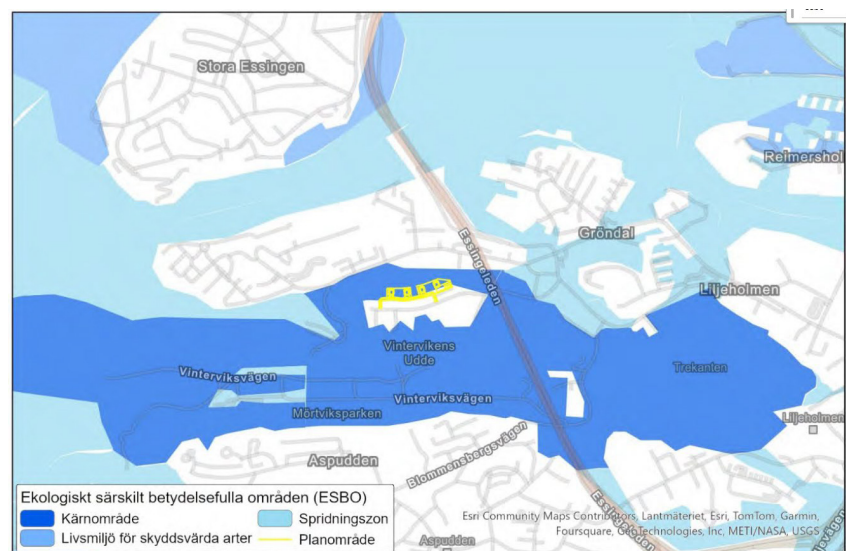 Stora Essingen
Reimershol
Essingeleden
Gröndal
Liljeholmen
Vintervikens
Udde
Trekanten
Vinterviksvägen
Vinterviksvägen
Mörtviksparken
Liljeholmen
Blommensbergsvägen
Aspudden
Essingeleden
Aspudden
Ekologiskt särskilt betydelsefulla områden (ESBO)
Kärnområde
Spridningszon
Livsmiljö för skyddsvärda arter
Planområde
Esri Community Maps Contributors, Lantmäteriet, Esri, TomTom, Garmin,
Foursquare, GeoTechnologies, Inc, METI/NASA, USGS